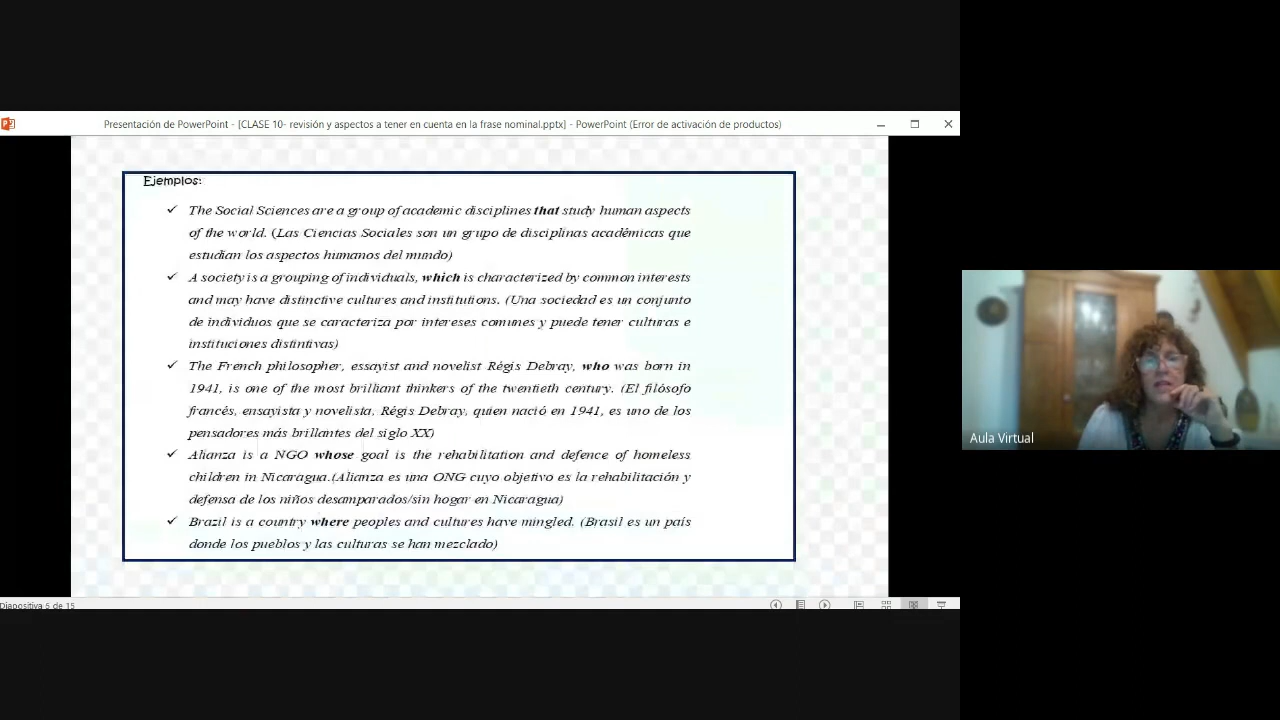 Presentación de PowerPoint - [CLASE 10- revisión y aspectos a tener en cuenta en la frase nominal.pptx] - PowerPoint (Error de activación de productos)
Ejemplos:
✓ The Social Sciences are a group of academic disciplines that study human aspects
of the world. (Las Ciencias Sociales son un grupo de disciplinas académicas que
estudian los aspectos humanos del mundo)
✓ A society is a grouping of individuals, which is characterized by common interests
and may have distinctive cultures and institutions. (Una sociedad es un conjunto
de individuos que se caracteriza por intereses comunes y puede tener culturas e
instituciones distintivas)
✓ The French philosopher, essayist and novelist Règis Debray, who was born in
1941, is one of the most brilliant thinkers of the twentieth century. (El filósofo
francés, ensayista y novelista, Règis Debray, quien nació en 1941, es uno de los
pensadores más brillantes del siglo XX)
✓ Alianza is a NGO whose goal is the rehabilitation and defence of homeless
children in Nicaragua.(Alianza es una ONG cuyo objetivo es la rehabilitación y
defensa de los niños desamparados/sin hogar en Nicaragua)
✓ Brazil is a country where peoples and cultures have mingled. (Brasil es un país
donde los pueblos y las culturas se han mezclado)
Diapositiva 5 de 15
Aula Virtual